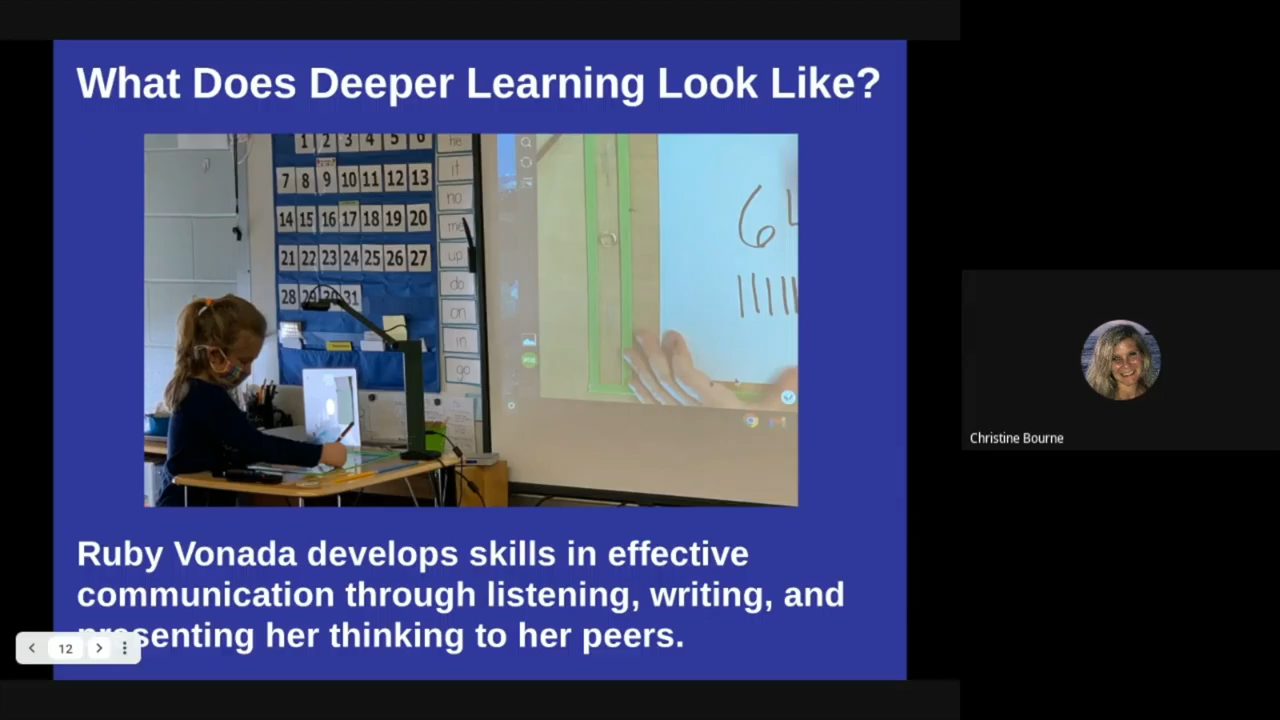 What Does Deeper Learning Look Like?
1 2 3 4 5 6
7 8 9 10 11 12 13
14 15 16 17 18 19 20
21 22 23 24 25 26 27
28 29 30 31
he
it
no
me
up
do
on
in
go
6
Ruby Vonada develops skills in effective
communication through listening, writing, and
presenting her thinking to her peers.
12
Christine Bourne